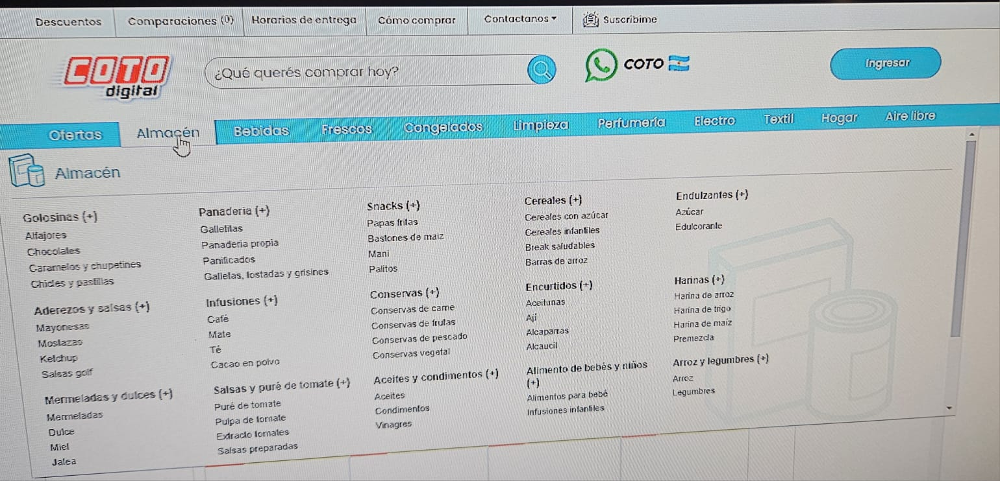 Descuentos
Comparaciones (0)
Horarios de entrega
Cómo comprar
Contactanos
Suscribime
COTO
digital
¿Qué querés comprar hoy?
COTO
Ingresar
Ofertas
Almacén
Bebidas
Frescos
Congelados
Limpieza
Perfumería
Electro
Textil
Hogar
Aire libre
Almacén
Golosinas (+)
Alfajores
Chocolates
Caramelos y chupetines
Chicles y pastillas
Aderezos y salsas (+)
Mayonesas
Mostazas
Ketchup
Salsas golf
Mermeladas y dulces (+)
Mermeladas
Dulce
Miel
Jalea
Panaderia (+)
Galletitas
Panaderia propia
Panificados
Galletas, tostadas y grisines
Infusiones (+)
Café
Mate
Té
Cacao en polvo
Salsas y puré de tomate (+)
Puré de tomate
Pulpa de tomate
Extracto tomates
Salsas preparadas
Snacks (+)
Papas fritas
Bastones de maiz
Mani
Palitos
Conservas (+)
Conservas de carne
Conservas de frutas
Conservas de pescado
Conservas vegetal
Aceites y condimentos (+)
Aceites
Condimentos
Vinagres
Cereales (+)
Cereales con azúcar
Cereales infantiles
Break saludables
Barras de arroz
Encurtidos (+)
Aceitunas
Ají
Alcaparras
Alcaucil
Alimento de bebés y niños
(+)
Alimentos para bebé
Infusiones infantiles
Endulzantes (+)
Azúcar
Edulcorante
Harinas (+)
Harina de arroz
Harina de trigo
Harina de maíz
Premezcla
Arroz y legumbres (+)
Arroz
Legumbres